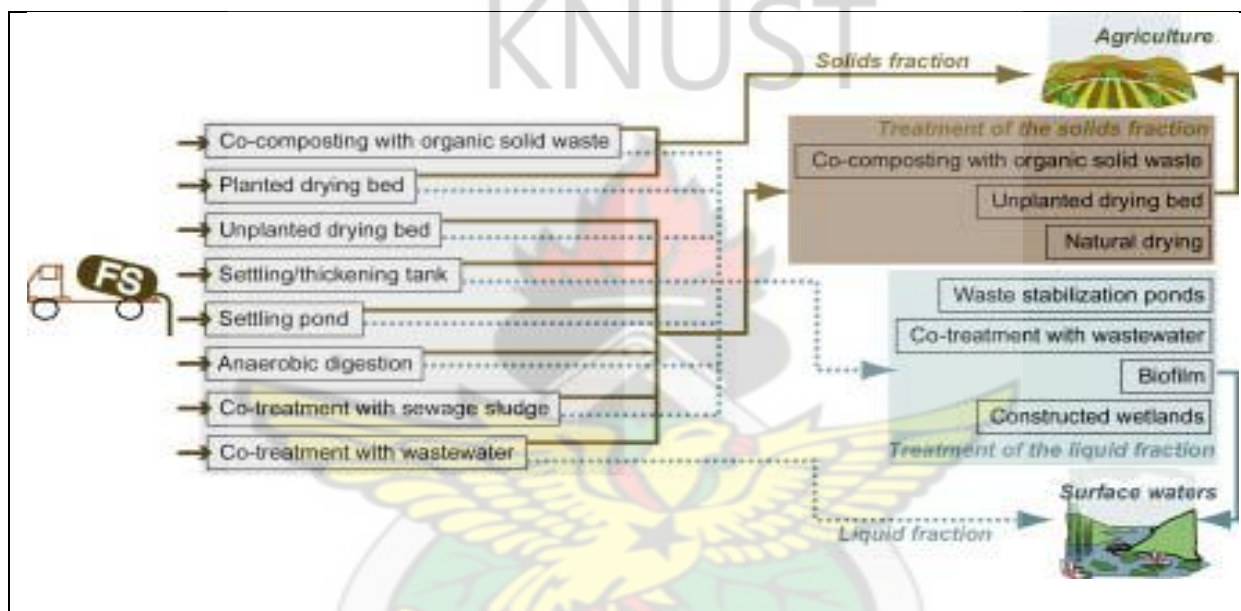 KNUST
Agriculture
Solids fraction
Treatment of the solids fraction
Co-composting with organic solid waste
Co-composting with organic solid waste
Planted drying bed
Unplanted drying bed
Unplanted drying bed
Natural drying
Settling/thickening tank
FS
Waste stabilization ponds
Settling pond
Co-treatment with wastewater
Anaerobic digestion
Biofilm
Co-treatment with sewage sludge
Constructed wetlands
Co-treatment with wastewater
Treatment of the liquid fraction
Surface waters
Liquid fraction